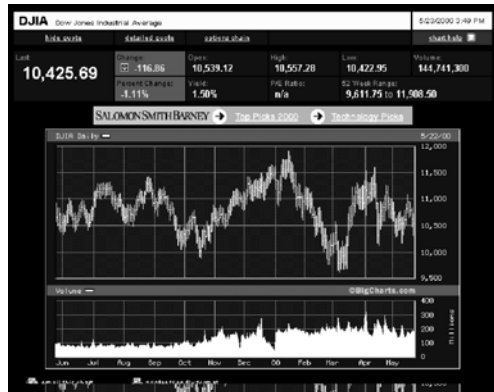 DJIA Dow Jones Industrial Average 5/23/2000 2:49 PM
hide quote detailed quote options chain chart help
Last: Change: Open: High: Low: Volume:
10,425.69 -116.86 10,539.12 10,557.28 10,422.95 144,741,300
Percent Change: Yield: P/E Ratio: 52 Week Range:
-1.11% 1.50% n/a 9,611.75 to 11,908.50
SALOMON SMITH BARNEY Top Picks 2000 Technology Picks
DJIA Daily 5/22/00
12,000
11,500
11,000
10,500
10,000
9,500
Volume ©BigCharts.com
400
300
200
100
0
Millions
Jun Jul Aug Sep Oct Nov Dec 00 Feb Mar Apr May